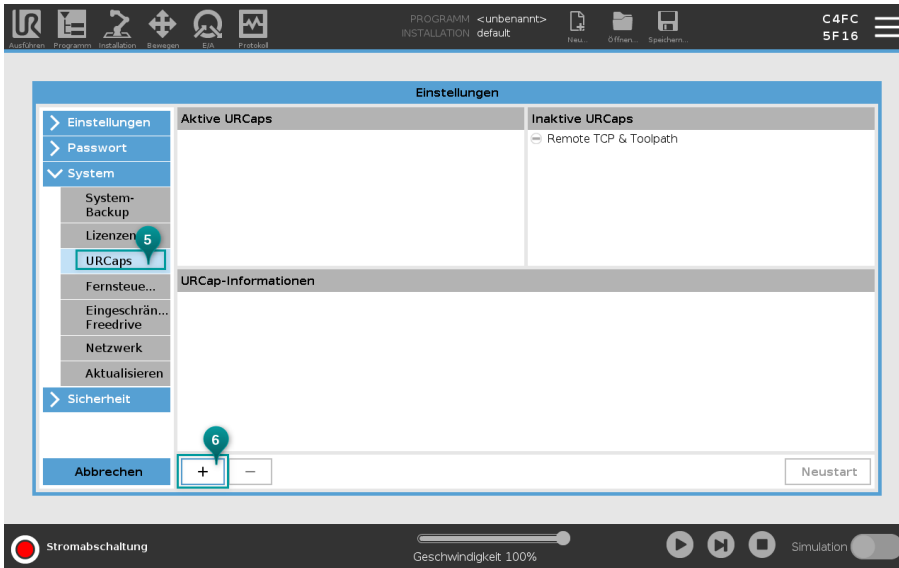 PROGRAMM <unbenannt>
INSTALLATION default
C4FC
5F16
Ausführen Programm Installation Bewegen E/A Protokoll
Neu... Öffnen... Speichern...
Einstellungen
Einstellungen
Passwort
System
System-
Backup
Lizenzen
5
URCaps
Fernsteue...
Eingeschrän...
Freedrive
Netzwerk
Aktualisieren
Sicherheit
Abbrechen
Aktive URCaps
Inaktive URCaps
Remote TCP & Toolpath
URCap-Informationen
6
+ −
Neustart
Stromabschaltung
Geschwindigkeit 100%
Simulation